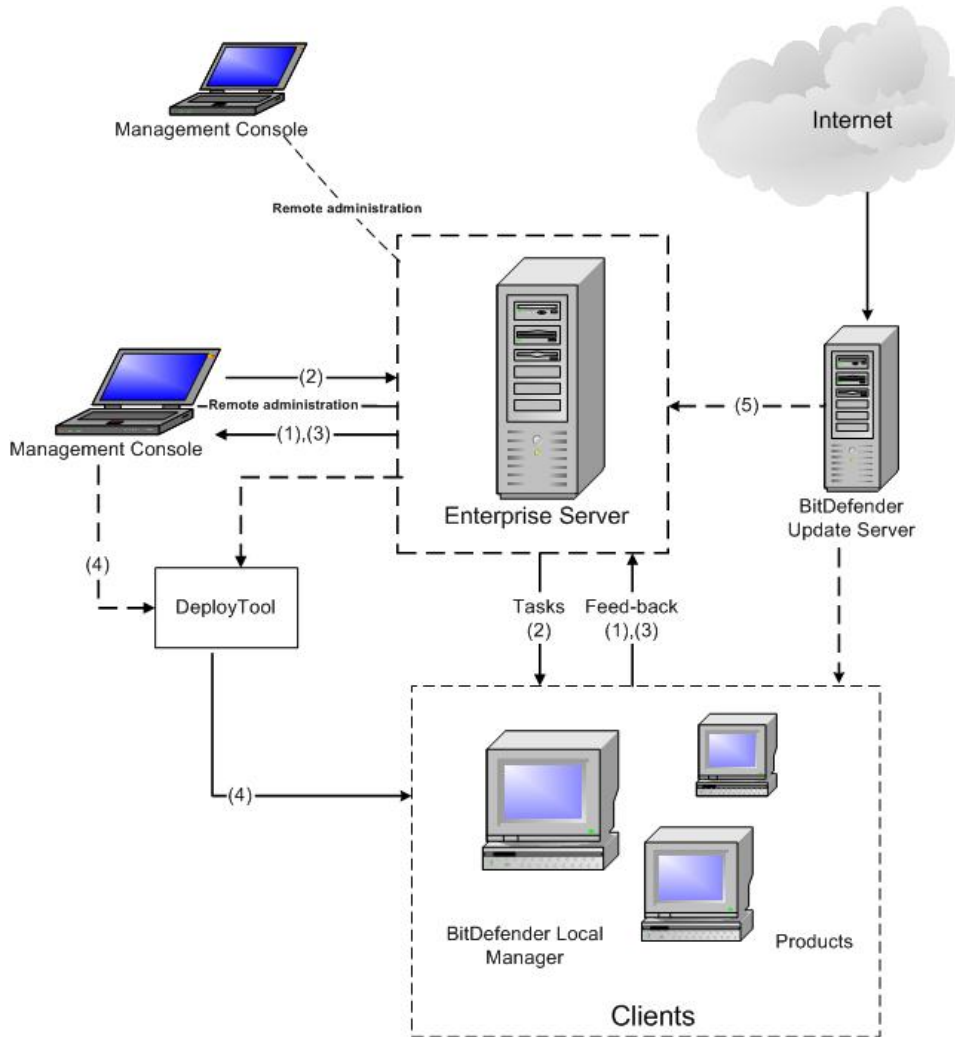 Management Console
Internet
Remote administration
(2)
Remote administration
(1),(3)
Management Console
(5)
Enterprise Server
BitDefender
Update Server
(4)
DeployTool
Tasks
(2)
Feed-back
(1),(3)
(4)
BitDefender Local
Manager
Products
Clients